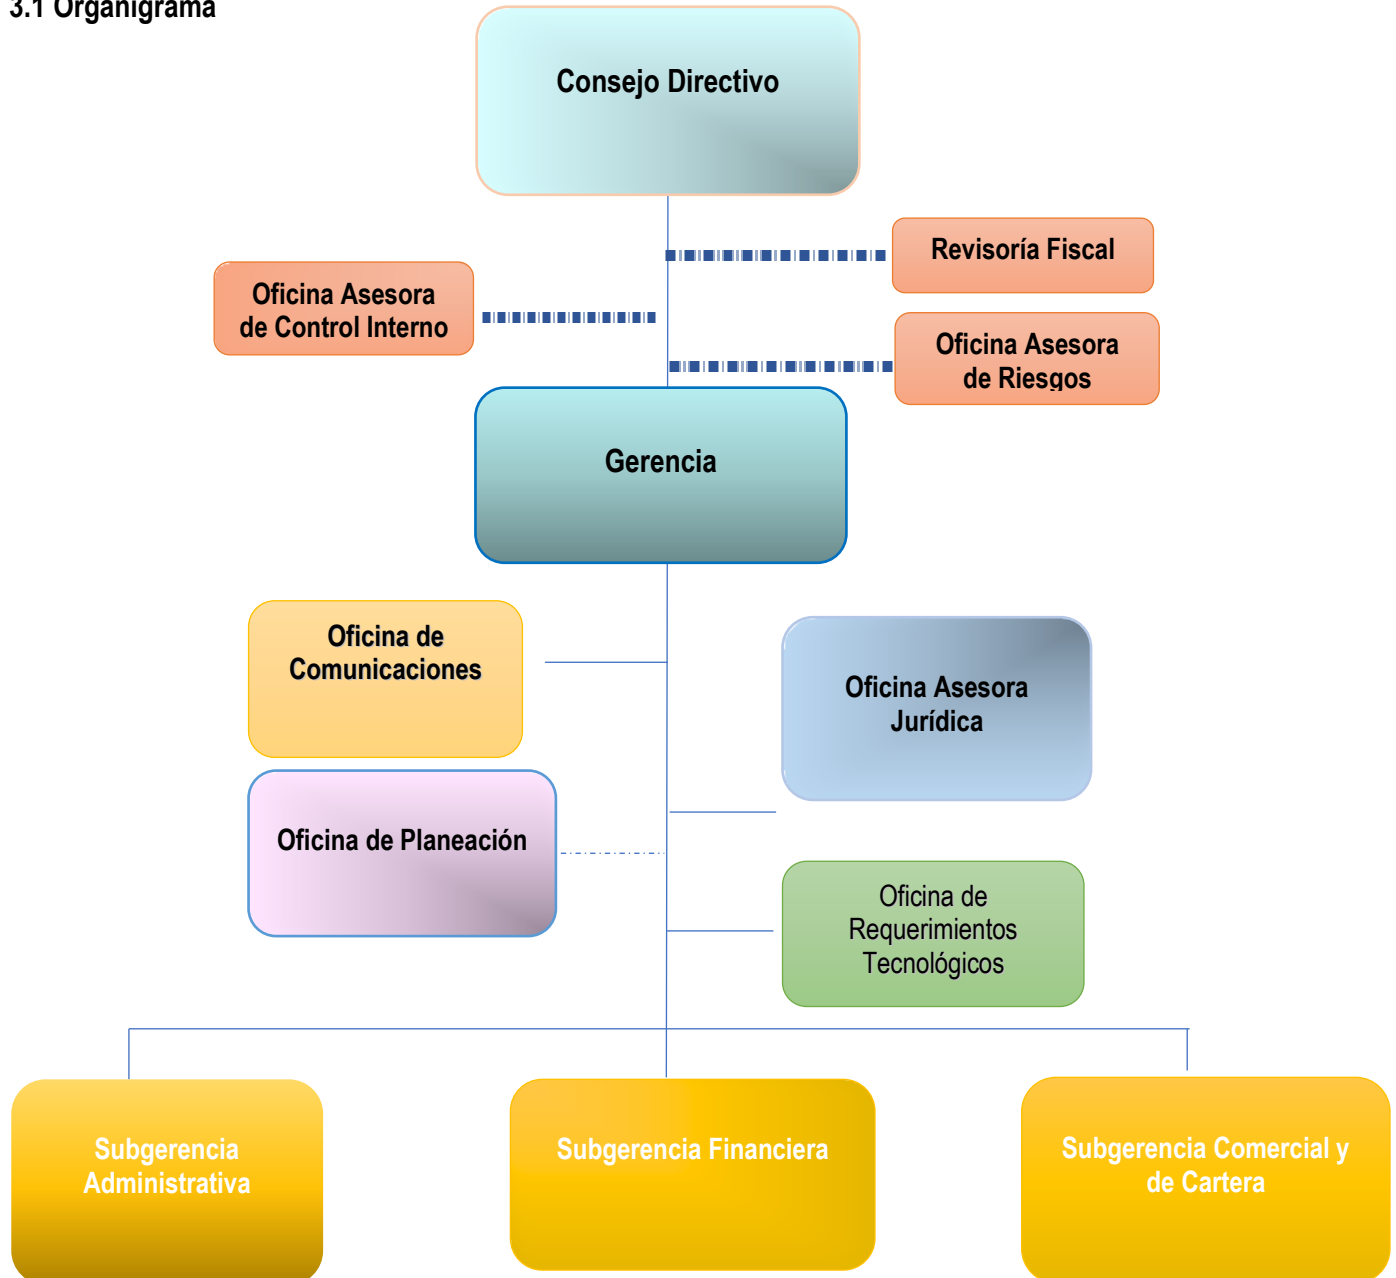 3.1 Organigrama
Consejo Directivo
Revisoría Fiscal
Oficina Asesora
de Control Interno
Oficina Asesora
de Riesgos
Gerencia
Oficina de
Comunicaciones
Oficina Asesora
Jurídica
Oficina de Planeación
Oficina de
Requerimientos
Tecnológicos
Subgerencia
Administrativa
Subgerencia Financiera
Subgerencia Comercial y
de Cartera